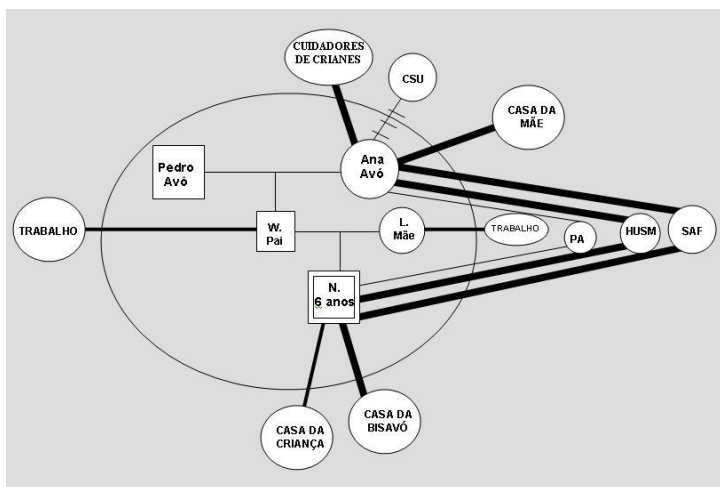 CUIDADORES
DE CRIANES
CSU
CASA DA
MÃE
Pedro
Avô
Ana
Avó
TRABALHO
W.
Pai
L.
Mãe
TRABALHO
PA
HUSM
SAF
N.
6 anos
CASA DA
CRIANÇA
CASA DA
BISAVÓ